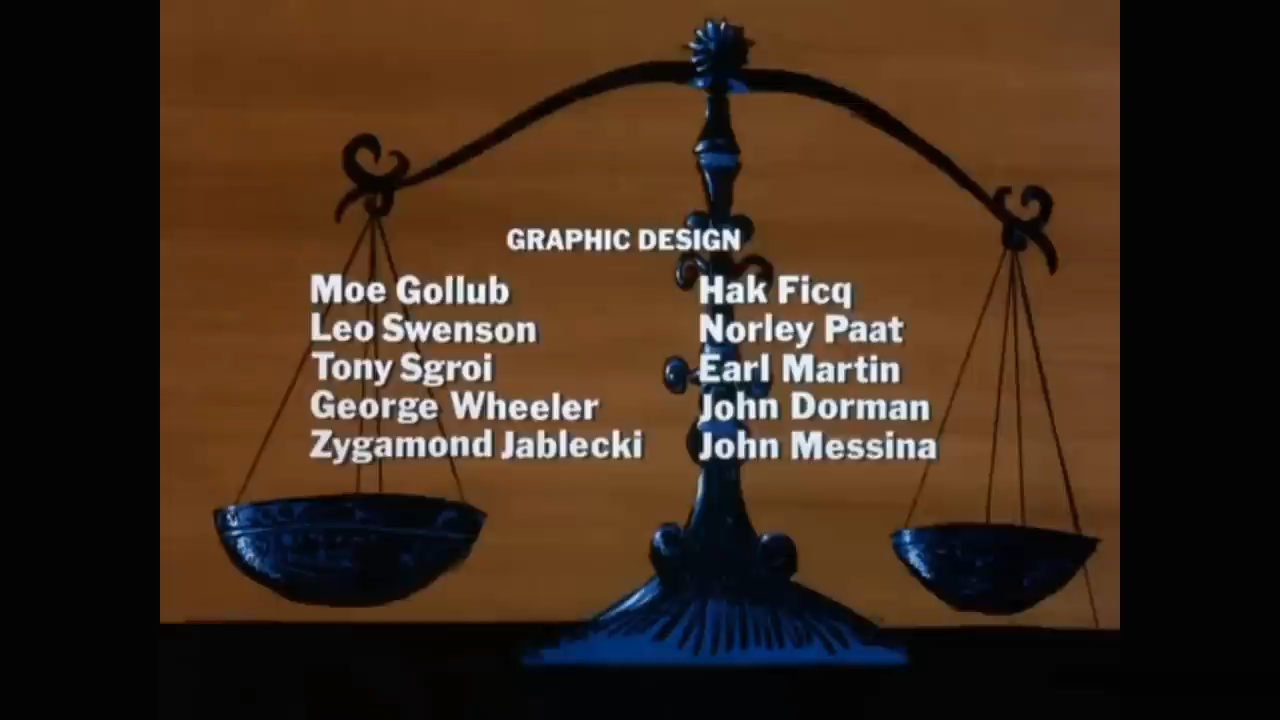 GRAPHIC DESIGN
Moe Gollub
Leo Swenson
Tony Sgroi
George Wheeler
Zygamond Jablecki
Hak Ficq
Norley Paat
Earl Martin
John Dorman
John Messina